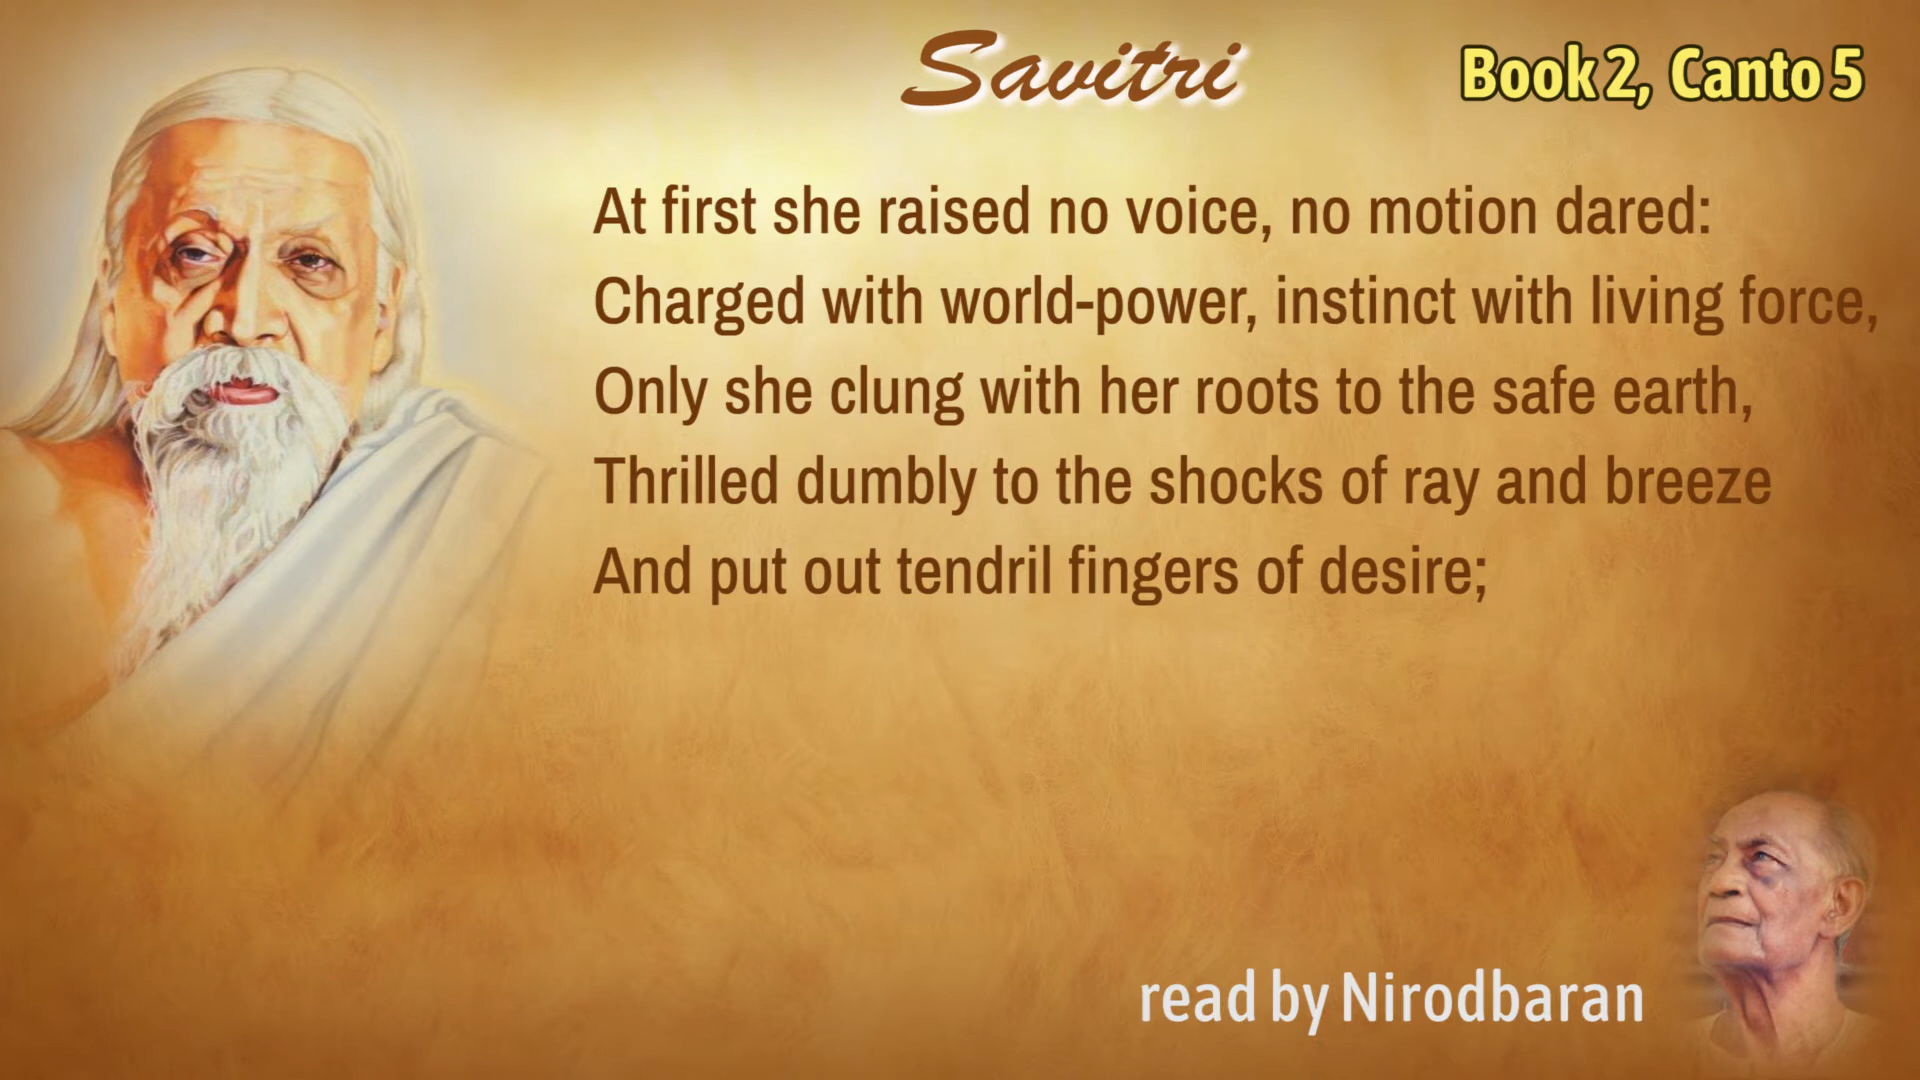 Savitri
Book 2, Canto 5
At first she raised no voice, no motion dared:
Charged with world-power, instinct with living force,
Only she clung with her roots to the safe earth,
Thrilled dumbly to the shocks of ray and breeze
And put out tendril fingers of desire;
read by Nirodbaran